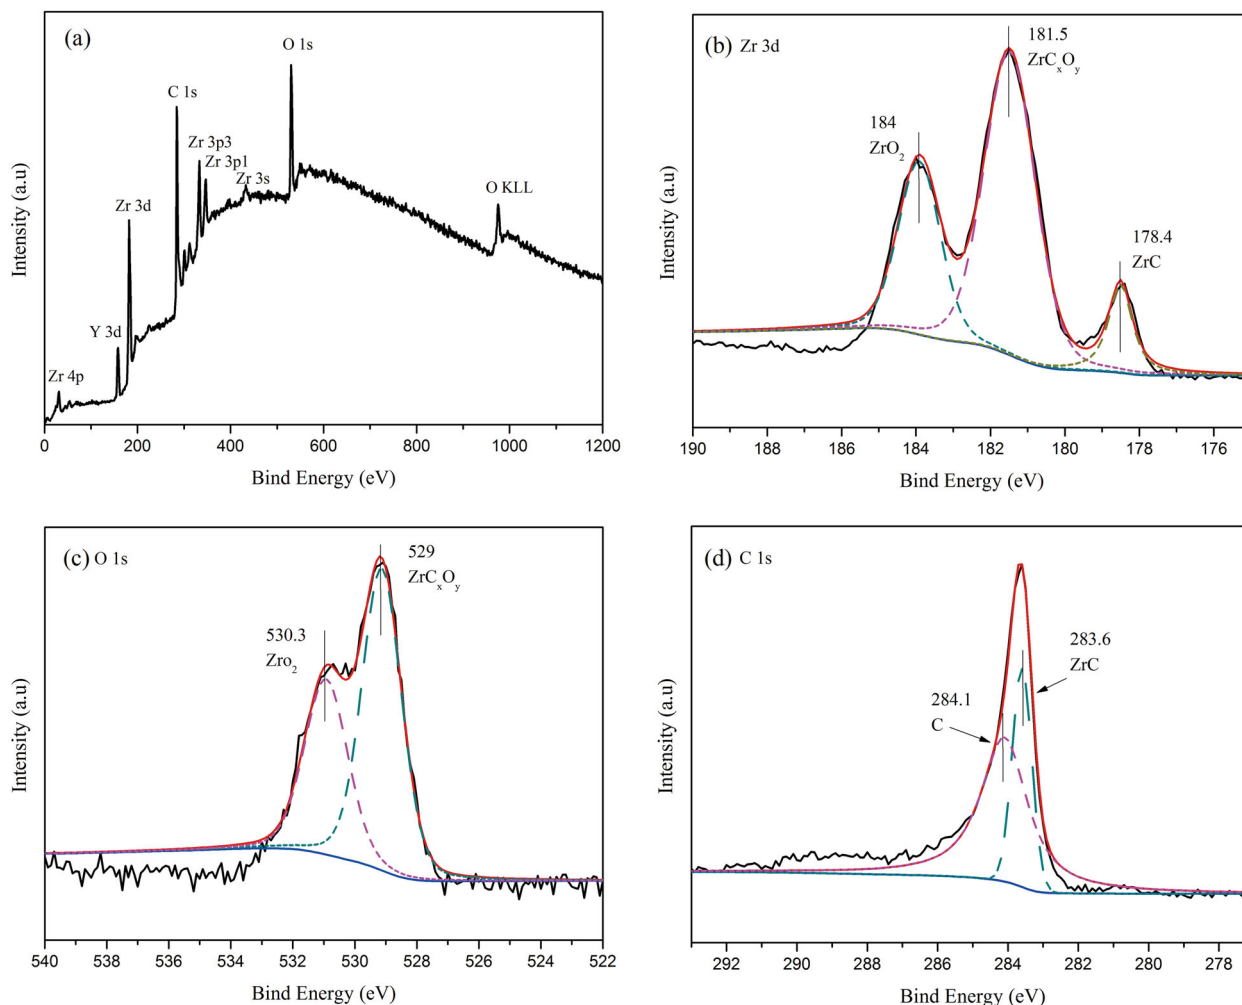 (a)
O 1s
C 1s
Zr 3p3
Zr 3p1
Zr 3s
O KLL
Zr 3d
Y 3d
Zr 4p
Intensity (a.u)
0 200 400 600 800 1000 1200
Bind Energy (eV)
(b) Zr 3d
181.5
ZrCxOy
184
ZrO2
178.4
ZrC
Intensity (a.u)
190 188 186 184 182 180 178 176
Bind Energy (eV)
(c) O 1s
529
ZrCxOy
530.3
Zro2
Intensity (a.u)
540 538 536 534 532 530 528 526 524 522
Bind Energy (eV)
(d) C 1s
283.6
ZrC
284.1
C
Intensity (a.u)
292 290 288 286 284 282 280 278
Bind Energy (eV)